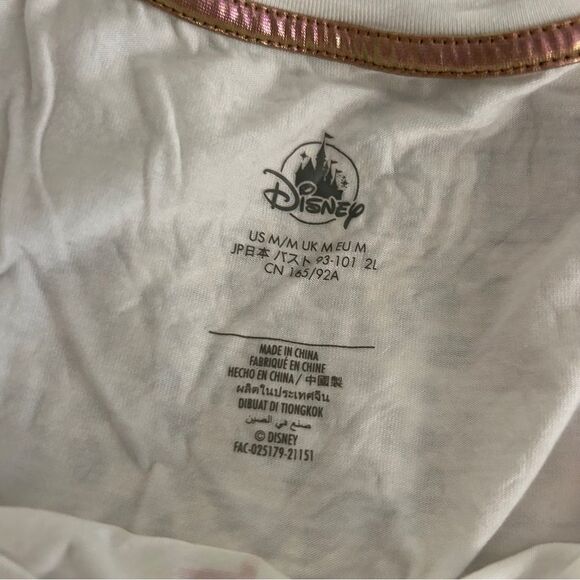 Disney
US M/M UK M EU M
JP日本 バスト 93-101 2L
CN 165/92A
MADE IN CHINA
FABRIQUÉ EN CHINE
HECHO EN CHINA / 中國製
ผลิตในประเทศจีน
DIBUAT DI TIONGKOK
صنع في الصين
© DISNEY
FAC-025179-21151